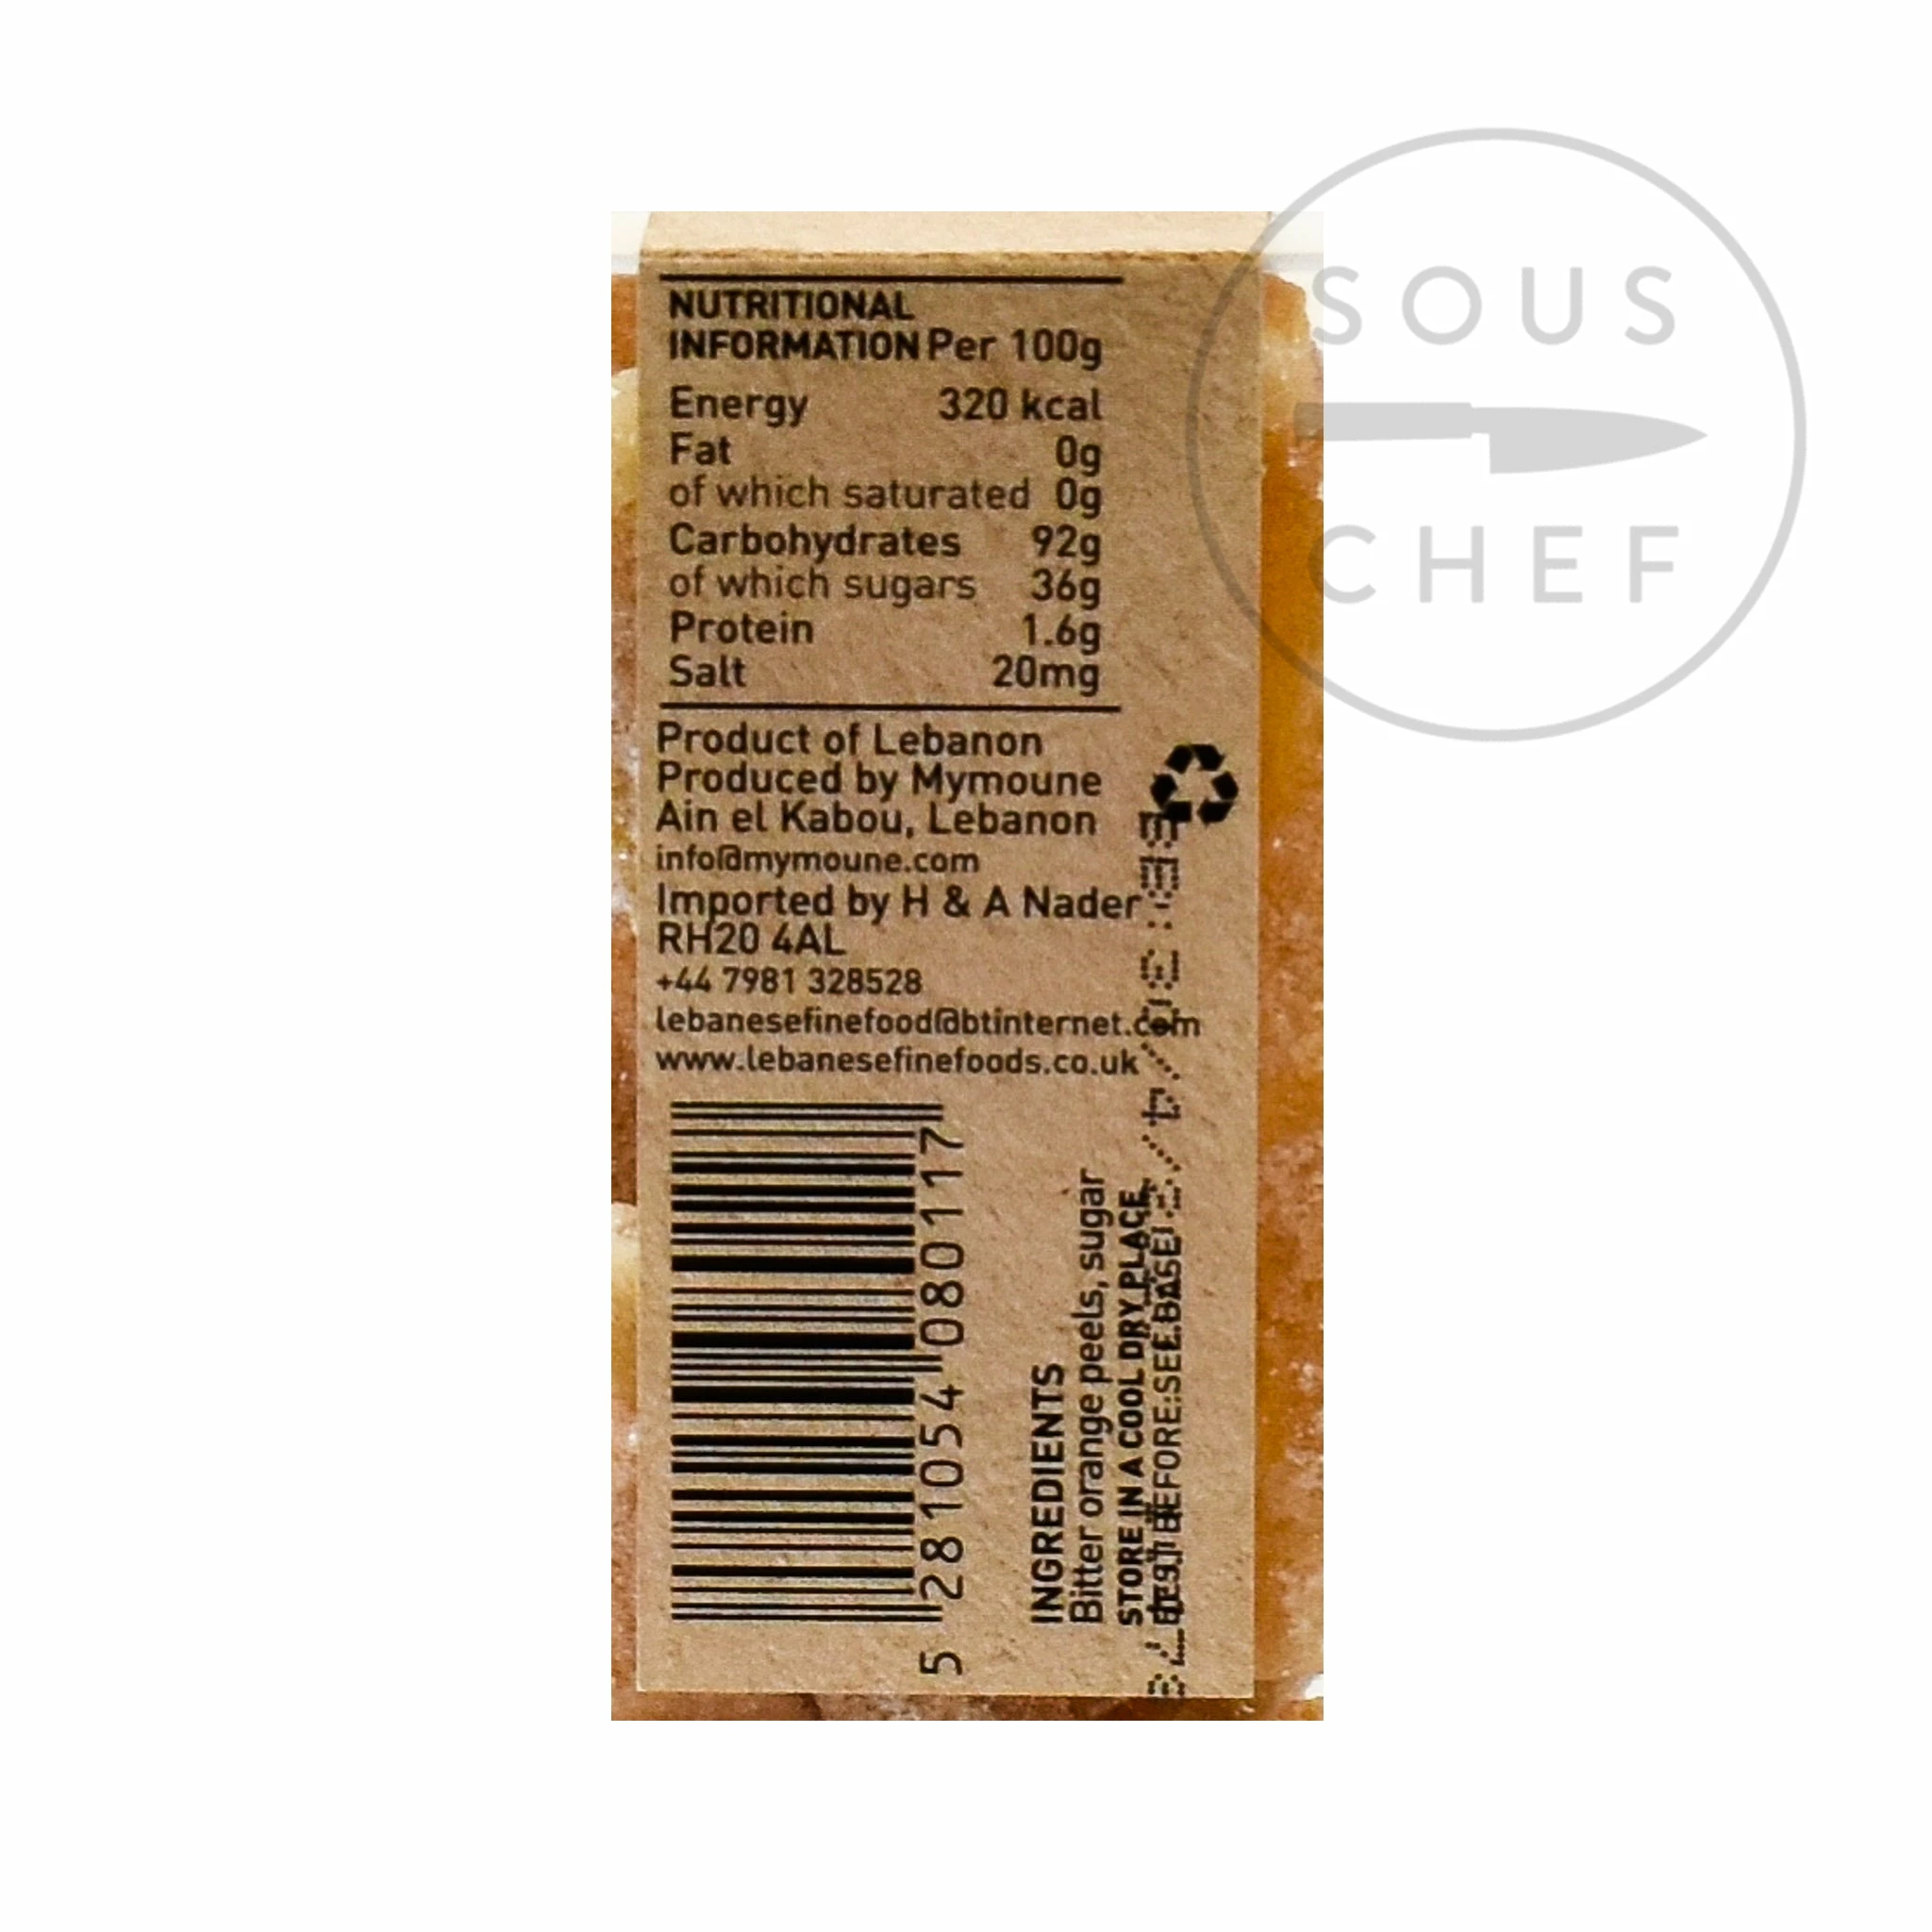 SOUS
CHEF
NUTRITIONAL
INFORMATION Per 100g
Energy 320 kcal
Fat 0g
of which saturated 0g
Carbohydrates 92g
of which sugars 36g
Protein 1.6g
Salt 20mg
Product of Lebanon
Produced by Mymoune
Ain el Kabou, Lebanon
info@mymoune.com
Imported by H & A Nader
RH20 4AL
+44 7981 328528
lebanesefinefood@btinternet.com
www.lebanesefinefoods.co.uk
5 281054 080117
INGREDIENTS
Bitter orange peels, sugar
STORE IN A COOL DRY PLACE
BEST BEFORE:SEE BASE